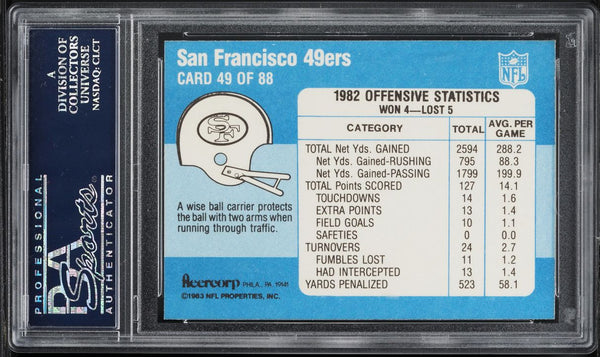 A
DIVISION OF
COLLECTORS
UNIVERSE
NASDAQ: CLCT
PROFESSIONAL
PSA
Sports®
AUTHENTICATOR
San Francisco 49ers
CARD 49 OF 88
NFL
SF
A wise ball carrier protects
the ball with two arms when
running through traffic.
fleercorp PHILA., PA. 19141
©1983 NFL PROPERTIES, INC.
1982 OFFENSIVE STATISTICS
WON 4—LOST 5
CATEGORY TOTAL AVG. PER GAME
TOTAL Net Yds. GAINED 2594 288.2
Net Yds. Gained-RUSHING 795 88.3
Net Yds. Gained-PASSING 1799 199.9
TOTAL Points SCORED 127 14.1
TOUCHDOWNS 14 1.6
EXTRA POINTS 13 1.4
FIELD GOALS 10 1.1
SAFETIES 0 0.0
TURNOVERS 24 2.7
FUMBLES LOST 11 1.2
HAD INTERCEPTED 13 1.4
YARDS PENALIZED 523 58.1